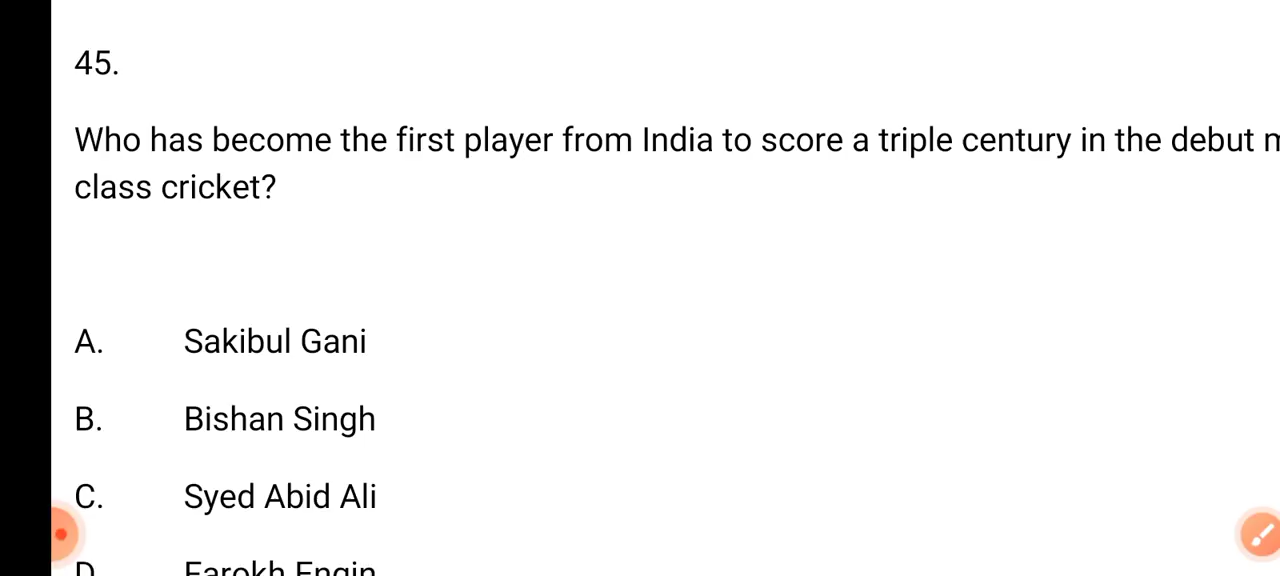 45.
Who has become the first player from India to score a triple century in the debut
class cricket?
A. Sakibul Gani
B. Bishan Singh
C. Syed Abid Ali
D Farokh Engin